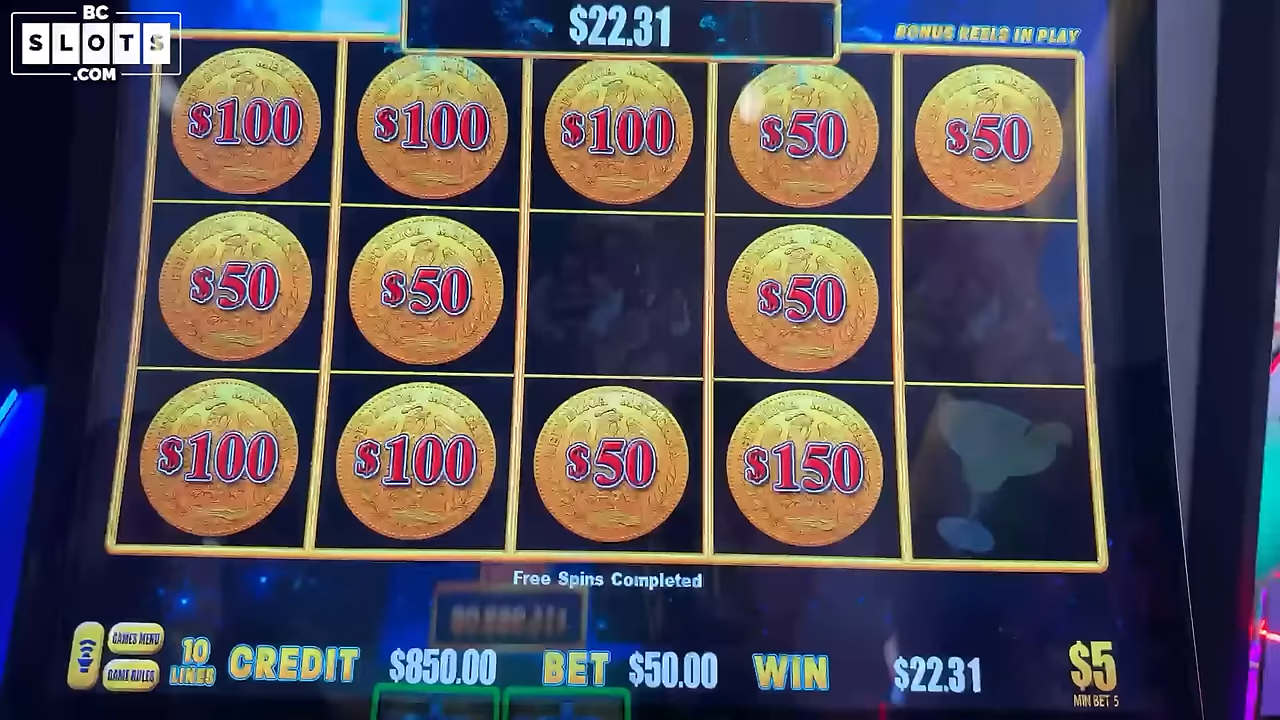 BC
SLOTS
.COM
$22.31
BONUS REELS IN PLAY
$100
$100
$100
$50
$50
$50
$50
$50
$100
$100
$50
$150
Free Spins Completed
GAMES MENU
GAME RULES
10
LINES
CREDIT
$850.00
BET
$50.00
WIN
$22.31
$5
MIN BET 5